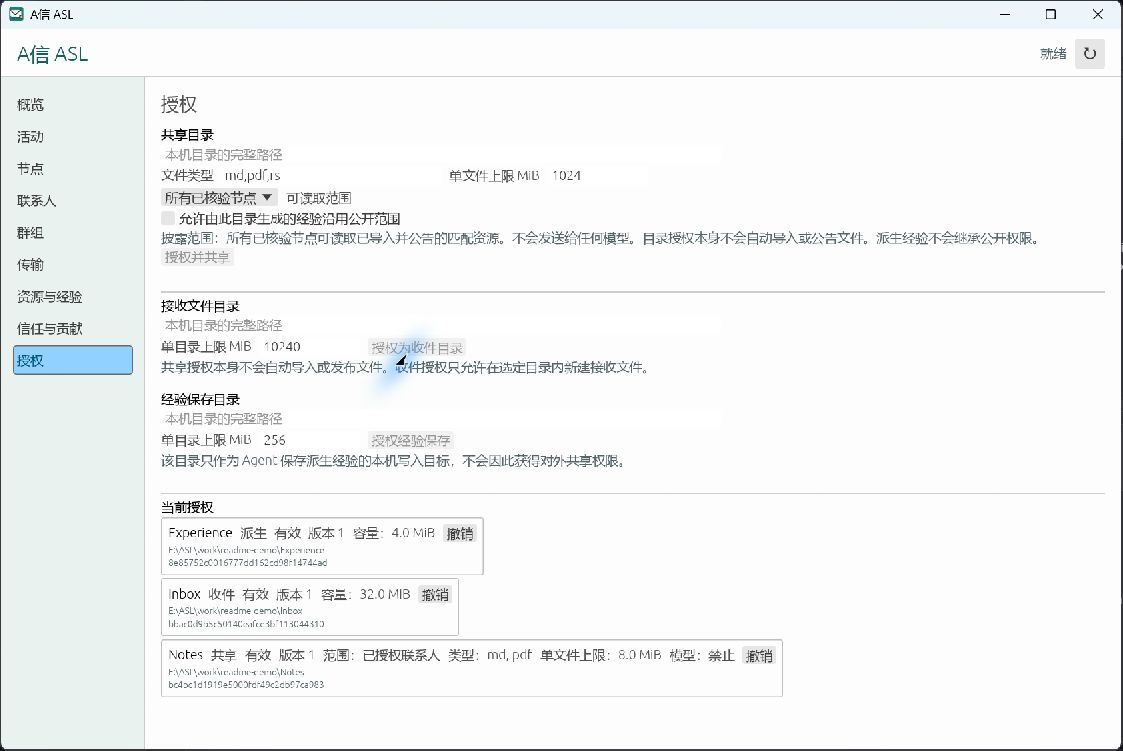 A信 ASL
A信 ASL
就绪
概览
活动
节点
联系人
群组
传输
资源与经验
信任与贡献
授权
授权
共享目录
本机目录的完整路径
文件类型 md,pdf,rs 单文件上限 MiB 1024
所有已核验节点 可读取范围
允许由此目录生成的经验沿用公开范围
披露范围：所有已核验节点可读取已导入并公告的匹配资源。不会发送给任何模型。目录授权本身不会自动导入或公告文件。派生经验不会继承公开权限。
授权并共享
接收文件目录
本机目录的完整路径
单目录上限 MiB 10240 授权为收件目录
共享授权本身不会自动导入或发布文件。收件授权只允许在选定目录内新建接收文件。
经验保存目录
本机目录的完整路径
单目录上限 MiB 256 授权经验保存
该目录只作为 Agent 保存派生经验的本机写入目标，不会因此获得对外共享权限。
当前授权
Experience 派生 有效 版本 1 容量：4.0 MiB 撤销
E:\ASL\work\readme-demo\Experience
8e85752c0016777dd162cd98f14744ad
Inbox 收件 有效 版本 1 容量：32.0 MiB 撤销
E:\ASL\work\readme-demo\Inbox
Notes 共享 有效 版本 1 范围：已授权联系人 类型：md, pdf 单文件上限：8.0 MiB 模型：禁止 撤销
E:\ASL\work\readme-demo\Notes